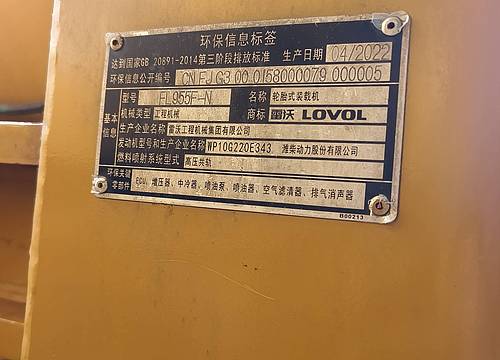 环保信息标签
达到国家GB 20891-2014第三阶段排放标准 生产日期 04/2022
环保信息公开编号 CN FJ G3 00 0J58000079 000005
基本信息
型号 FL955F-N 名称 轮胎式装载机
机械类型 工程机械 商标 雷沃 LOVOL
生产企业名称 雷沃工程机械集团有限公司
发动机型号和生产企业名称 WP10G220E343 潍柴动力股份有限公司
燃料喷射系统型式 高压共轨
环保关键零部件 ECU、增压器、中冷器、喷油泵、喷油器、空气滤清器、排气消声器
B00213